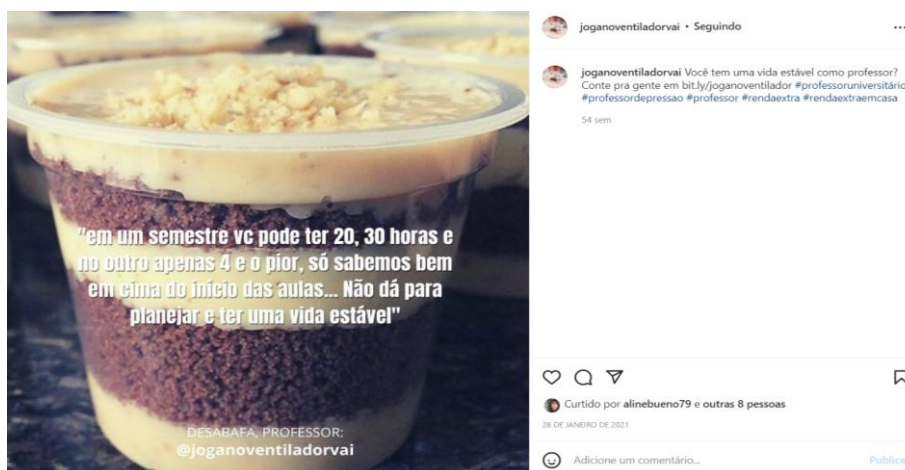 "em um semestre vc pode ter 20, 30 horas e
no outro apenas 4 e o pior, só sabemos bem
em cima do início das aulas... Não dá para
planejar e ter uma vida estável"
DESABAFA, PROFESSOR:
@joganoventiladorvai
joganoventiladorvai • Seguindo
...
joganoventiladorvai Você tem uma vida estável como professor?
Conte pra gente em bit.ly/joganoventilador #professoruniversitário
#professordepressao #professor #rendaextra #rendaextraemcasa
54 sem
Curtido por alinebueno79 e outras 8 pessoas
28 DE JANEIRO DE 2021
Adicione um comentário...
Publica